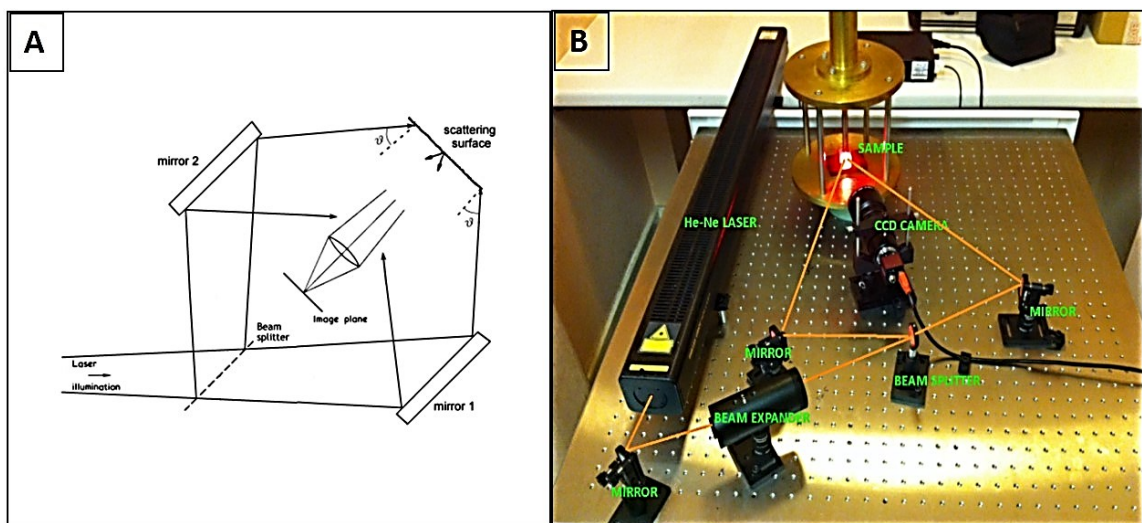 A
mirror 2
ϑ
scattering
surface
ϑ
Image plane
Beam
splitter
Laser
illumination
mirror 1
B
SAMPLE
He-Ne LASER
CCD CAMERA
MIRROR
MIRROR
BEAM SPLITTER
BEAM EXPANDER
MIRROR